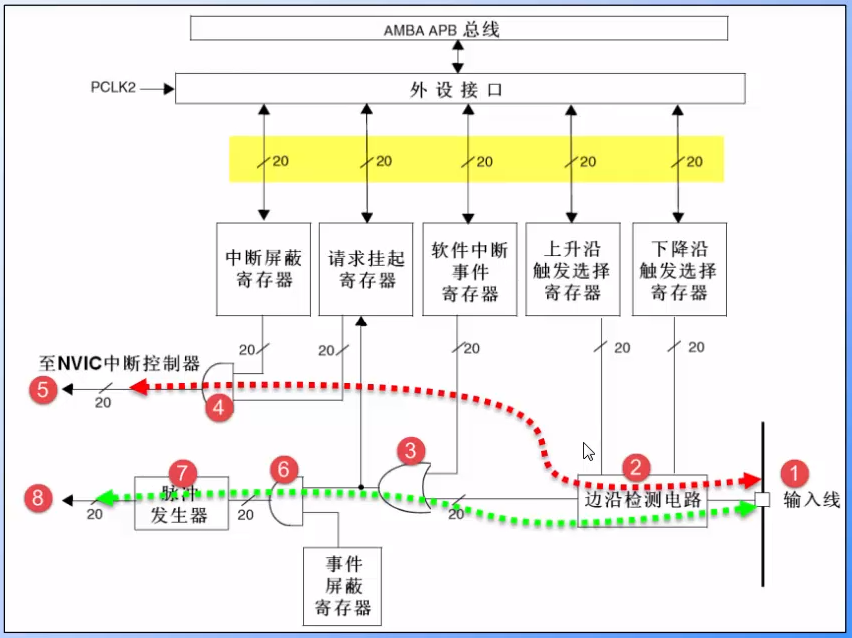 AMBA APB 总线
PCLK2
外设接口
20
20
20
20
20
中断屏蔽
寄存器
请求挂起
寄存器
软件中断
事件
寄存器
上升沿
触发选择
寄存器
下降沿
触发选择
寄存器
20
20
20
20
20
至NVIC中断控制器
5
20
4
3
2
1
6
7
8
脉冲
发生器
20
20
20
边沿检测电路
输入线
事件
屏蔽
寄存器